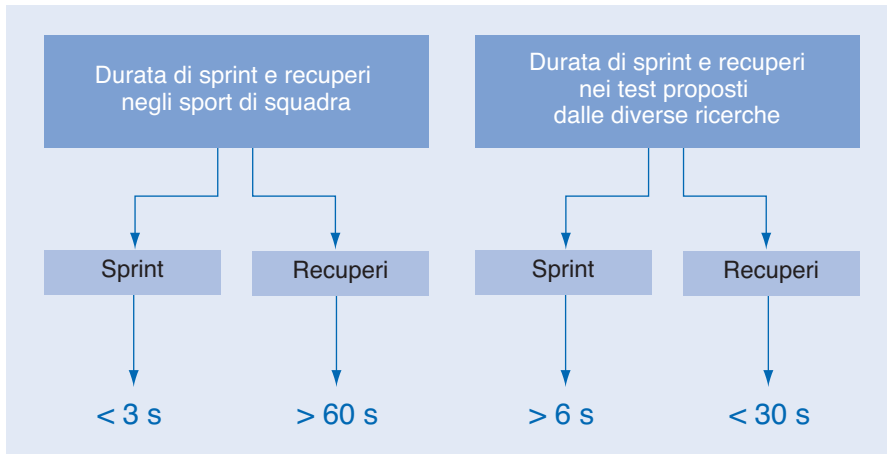 Durata di sprint e recuperi
negli sport di squadra
Durata di sprint e recuperi
nei test proposti
dalle diverse ricerche
Sprint
Recuperi
Sprint
Recuperi
< 3 s
> 60 s
> 6 s
< 30 s